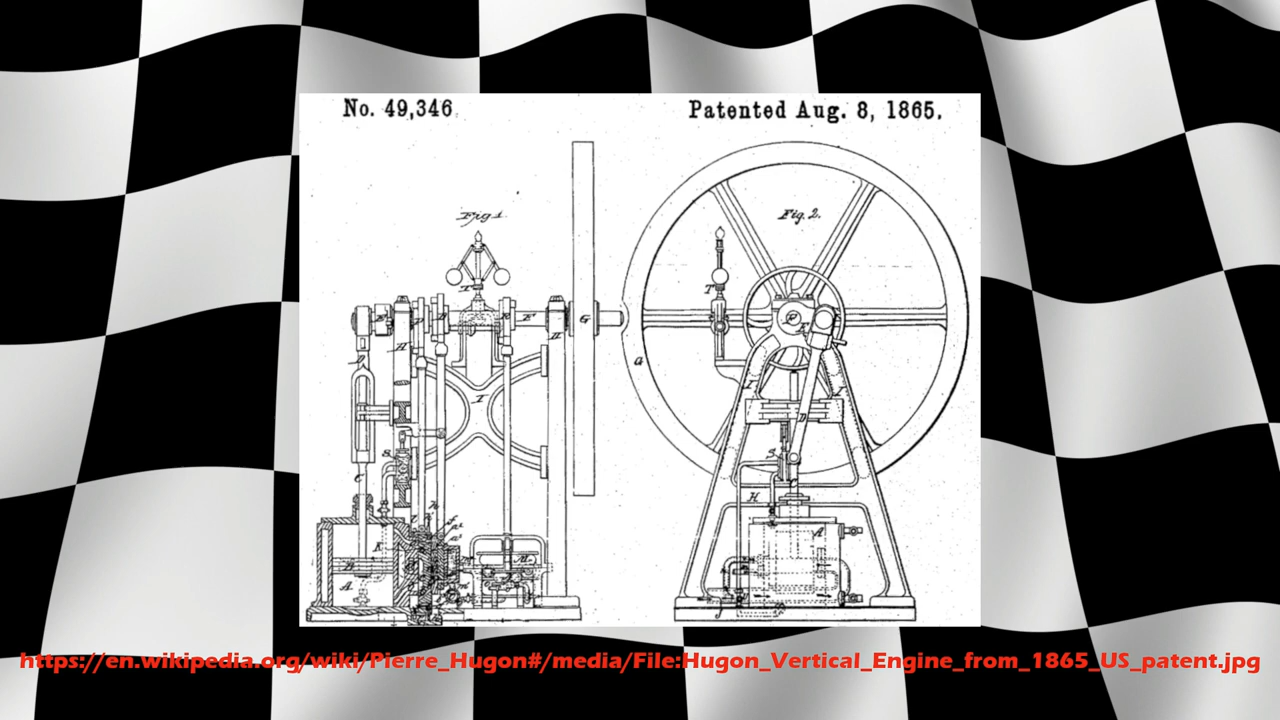 No. 49,346.
Patented Aug. 8, 1865.
Fig 1
Fig. 2.
G
H
T
P
G
I
D
S
C
H
A
B
A
M
https://en.wikipedia.org/wiki/Pierre_Hugon#/media/File:Hugon_Vertical_Engine_from_1865_US_patent.jpg